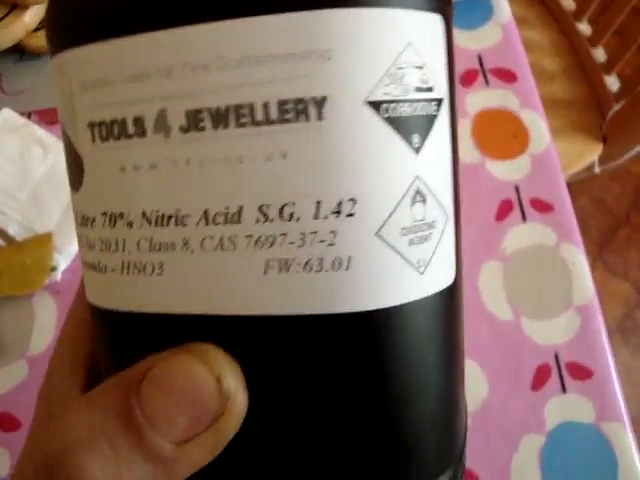 TOOLS 4 JEWELLERY
CORROSIVE
8
70% Nitric Acid S.G. 1.42
2031, Class 8, CAS 7697-37-2
HNO3 FW:63.01
OXIDIZING
AGENT